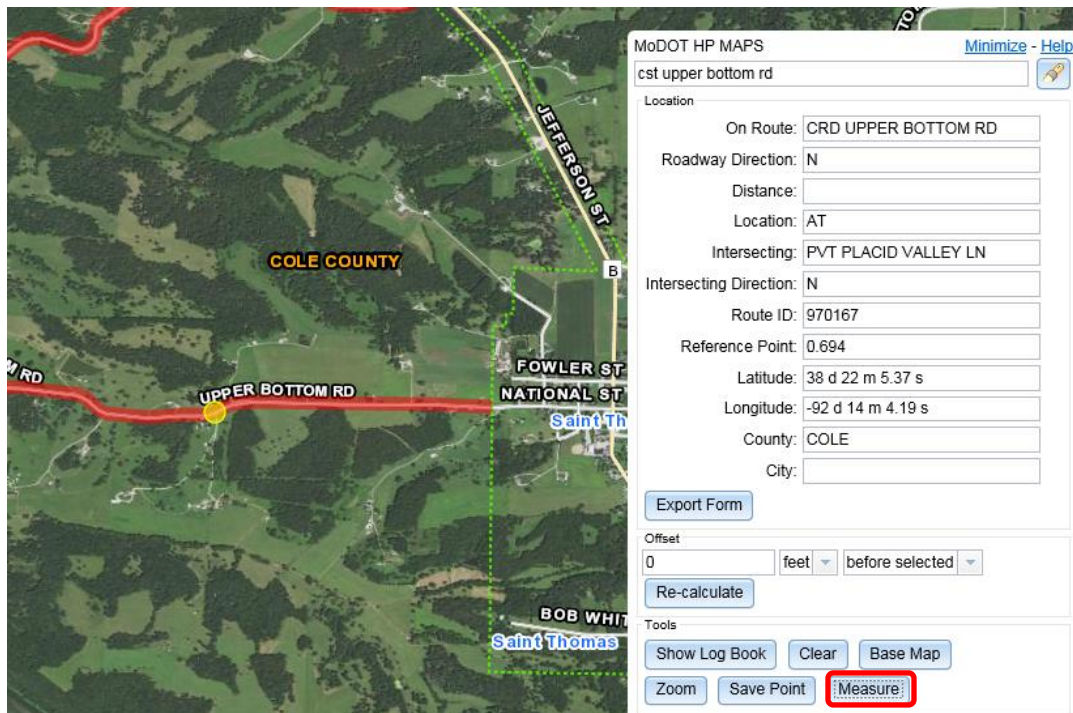 JEFFERSON ST
B
COLE COUNTY
FOWLER ST
NATIONAL ST
UPPER BOTTOM RD
M RD
Saint Th
BOB WHIT
Saint Thomas
TO
MoDOT HP MAPS Minimize - Help
cst upper bottom rd
Location
On Route: CRD UPPER BOTTOM RD
Roadway Direction: N
Distance:
Location: AT
Intersecting: PVT PLACID VALLEY LN
Intersecting Direction: N
Route ID: 970167
Reference Point: 0.694
Latitude: 38 d 22 m 5.37 s
Longitude: -92 d 14 m 4.19 s
County: COLE
City:
Export Form
Offset
0 feet before selected
Re-calculate
Tools
Show Log Book Clear Base Map
Zoom Save Point Measure